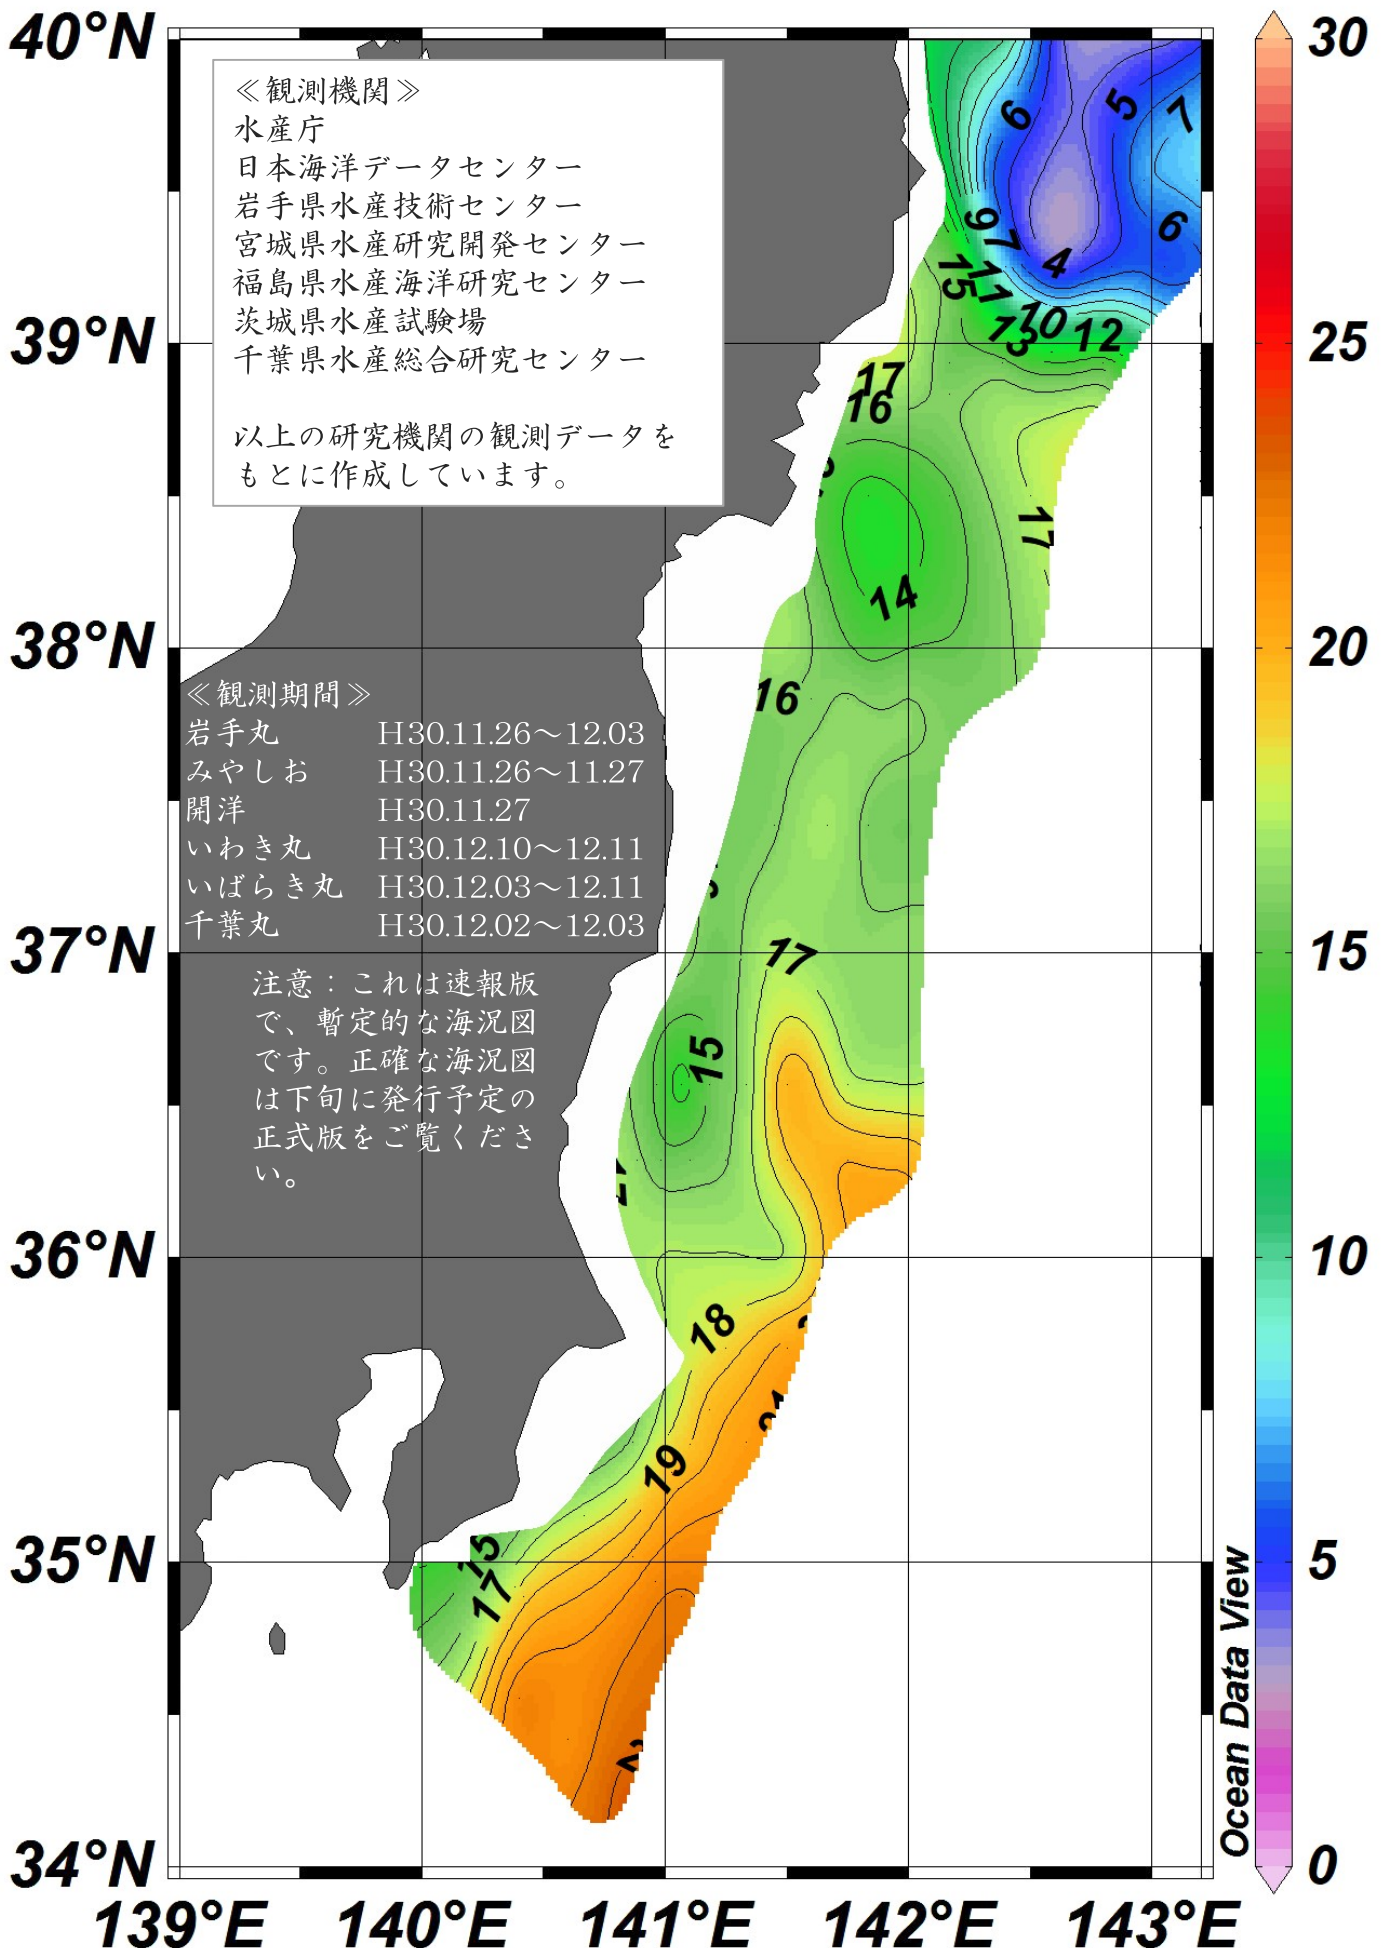 40°N
30
≪観測機関≫
水産庁
日本海洋データセンター
岩手県水産技術センター
宮城県水産研究開発センター
福島県水産海洋研究センター
茨城県水産試験場
千葉県水産総合研究センター
以上の研究機関の観測データを
もとに作成しています。
6
5
7
9
7
6
4
15
11
10
13
12
39°N
25
17
16
17
14
38°N
20
≪観測期間≫
岩手丸 H30.11.26～12.03
みやしお H30.11.26～11.27
開洋 H30.11.27
いわき丸 H30.12.10～12.11
いばらき丸 H30.12.03～12.11
千葉丸 H30.12.02～12.03
16
37°N
17
15
注意：これは速報版
で、暫定的な海況図
です。正確な海況図
は下旬に発行予定の
正式版をご覧くださ
い。
15
36°N
10
18
19
35°N
15
17
5
Ocean Data View
34°N
0
139°E 140°E 141°E 142°E 143°E